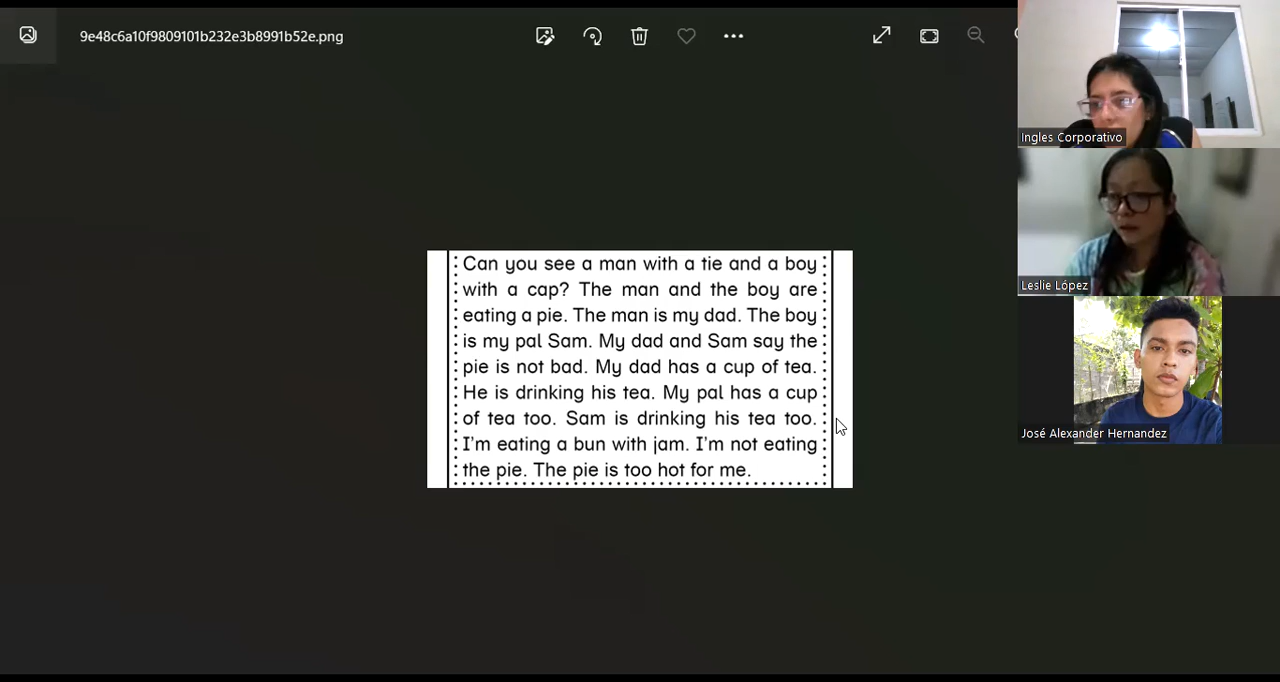 9e48c6a10f9809101b232e3b8991b52e.png
Can you see a man with a tie and a boy
with a cap? The man and the boy are
eating a pie. The man is my dad. The boy
is my pal Sam. My dad and Sam say the
pie is not bad. My dad has a cup of tea.
He is drinking his tea. My pal has a cup
of tea too. Sam is drinking his tea too.
I'm eating a bun with jam. I'm not eating
the pie. The pie is too hot for me.
Ingles Corporativo
Leslie López
José Alexander Hernandez